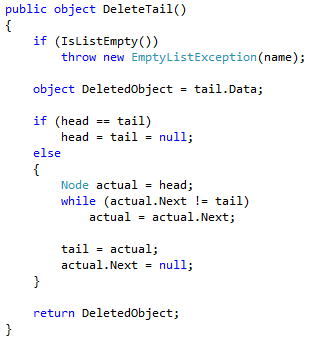 public object DeleteTail()
{
    if (IsListEmpty())
        throw new EmptyListException(name);

    object DeletedObject = tail.Data;

    if (head == tail)
        head = tail = null;
    else
    {
        Node actual = head;
        while (actual.Next != tail)
            actual = actual.Next;

        tail = actual;
        actual.Next = null;
    }

    return DeletedObject;
}